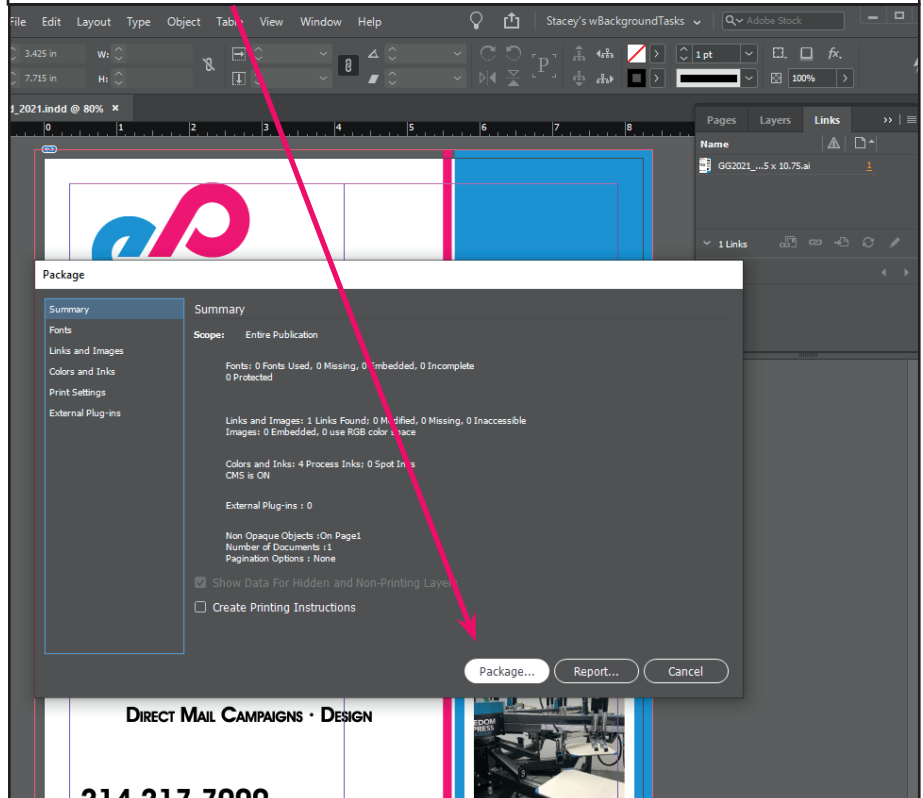 File Edit Layout Type Object Table View Window Help
Stacey's wBackgroundTasks
Adobe Stock
3.425 in W: 1 pt fx.
7.715 in H: 100%
P
d_2021.indd @ 80% ×
0 1 2 3 4 5 6 7 8
Pages Layers Links
Name
GG2021_...5 x 10.75.ai 1
1 Links
eP
Package
Summary
Fonts
Links and Images
Colors and Inks
Print Settings
External Plug-ins
Summary
Scope: Entire Publication
Fonts: 0 Fonts Used, 0 Missing, 0 Embedded, 0 Incomplete
0 Protected
Links and Images: 1 Links Found; 0 Modified, 0 Missing, 0 Inaccessible
Images: 0 Embedded, 0 use RGB color space
Colors and Inks: 4 Process Inks; 0 Spot Inks
CMS is ON
External Plug-ins : 0
Non Opaque Objects :On Page1
Number of Documents :1
Pagination Options : None
Show Data For Hidden and Non-Printing Layers
Create Printing Instructions
Package... Report... Cancel
Direct Mail Campaigns · Design
EDOM
PRESS
3